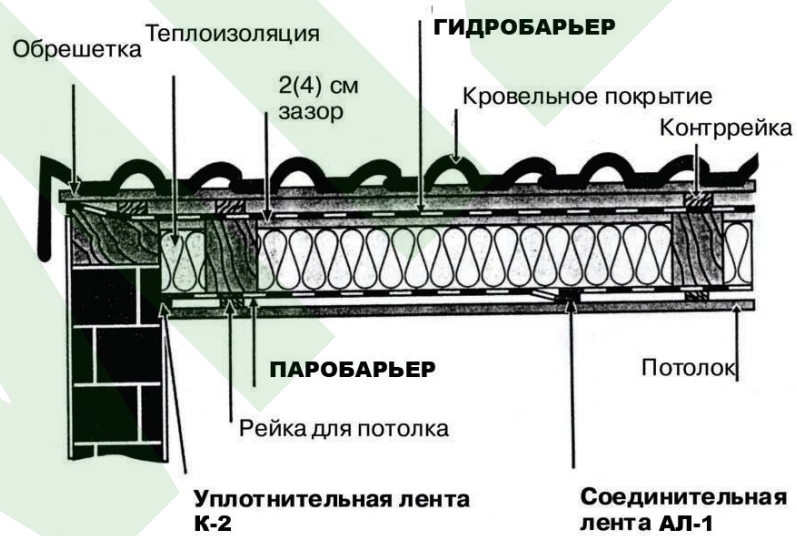 ГИДРОБАРЬЕР
Теплоизоляция
Обрешетка
2(4) см
зазор
Кровельное покрытие
Контррейка
ПАРОБАРЬЕР
Потолок
Рейка для потолка
Уплотнительная лента
К-2
Соединительная
лента АЛ-1